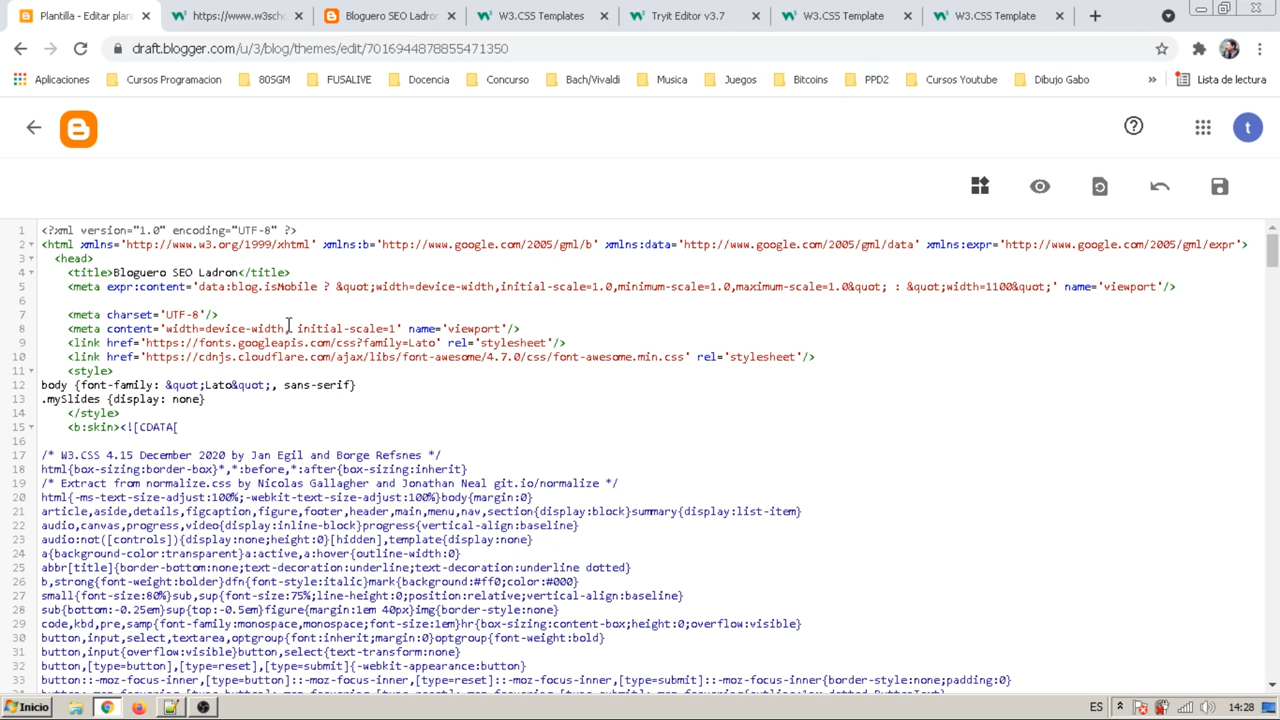 Plantilla - Editar plan
https://www.w3scho
Bloguero SEO Ladron
W3.CSS Templates
Tryit Editor v3.7
W3.CSS Template
W3.CSS Template
draft.blogger.com/u/3/blog/themes/edit/7016944878855471350
Aplicaciones
Cursos Programacion
80SGM
FUSALIVE
Docencia
Concurso
Bach/Vivaldi
Musica
Juegos
Bitcoins
PPD2
Cursos Youtube
Dibujo Gabo
»
Lista de lectura
t
1 <?xml version="1.0" encoding="UTF-8" ?>
2 <html xmlns='http://www.w3.org/1999/xhtml' xmlns:b='http://www.google.com/2005/gml/b' xmlns:data='http://www.google.com/2005/gml/data' xmlns:expr='http://www.google.com/2005/gml/expr'>
3 <head>
4 <title>Bloguero SEO Ladron</title>
5 <meta expr:content='data:blog.isMobile ? &quot;width=device-width,initial-scale=1.0,minimum-scale=1.0,maximum-scale=1.0&quot; : &quot;width=1100&quot;' name='viewport'/>
6
7 <meta charset='UTF-8'/>
8 <meta content='width=device-width, initial-scale=1' name='viewport'/>
9 <link href='https://fonts.googleapis.com/css?family=Lato' rel='stylesheet'/>
10 <link href='https://cdnjs.cloudflare.com/ajax/libs/font-awesome/4.7.0/css/font-awesome.min.css' rel='stylesheet'/>
11 <style>
12 body {font-family: &quot;Lato&quot;, sans-serif}
13 .mySlides {display: none}
14 </style>
15 <b:skin><![CDATA[
16
17 /* W3.CSS 4.15 December 2020 by Jan Egil and Borge Refsnes */
18 html{box-sizing:border-box}*,*:before,*:after{box-sizing:inherit}
19 /* Extract from normalize.css by Nicolas Gallagher and Jonathan Neal git.io/normalize */
20 html{-ms-text-size-adjust:100%;-webkit-text-size-adjust:100%}body{margin:0}
21 article,aside,details,figcaption,figure,footer,header,main,menu,nav,section{display:block}summary{display:list-item}
22 audio,canvas,progress,video{display:inline-block}progress{vertical-align:baseline}
23 audio:not([controls]){display:none;height:0}[hidden],template{display:none}
24 a{background-color:transparent}a:active,a:hover{outline-width:0}
25 abbr[title]{border-bottom:none;text-decoration:underline;text-decoration:underline dotted}
26 b,strong{font-weight:bolder}dfn{font-style:italic}mark{background:#ff0;color:#000}
27 small{font-size:80%}sub,sup{font-size:75%;line-height:0;position:relative;vertical-align:baseline}
28 sub{bottom:-0.25em}sup{top:-0.5em}figure{margin:1em 40px}img{border-style:none}
29 code,kbd,pre,samp{font-family:monospace,monospace;font-size:1em}hr{box-sizing:content-box;height:0;overflow:visible}
30 button,input,select,textarea,optgroup{font:inherit;margin:0}optgroup{font-weight:bold}
31 button,input{overflow:visible}button,select{text-transform:none}
32 button,[type=button],[type=reset],[type=submit]{-webkit-appearance:button}
33 button::-moz-focus-inner,[type=button]::-moz-focus-inner,[type=reset]::-moz-focus-inner,[type=submit]::-moz-focus-inner{border-style:none;padding:0}
Inicio
ES
14:28